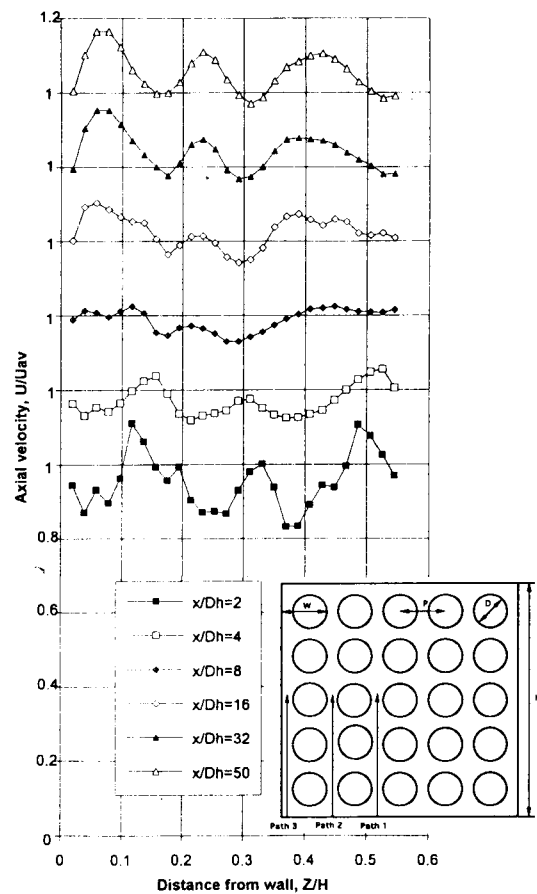 1.2
1
1
1
1
1
1
0.8
0.6
0.4
0.2
0
Axial velocity, U/Uav
x/Dh=2
x/Dh=4
x/Dh=8
x/Dh=16
x/Dh=32
x/Dh=50
W
P
D
Path 3
Path 2
Path 1
0
0.1
0.2
0.3
0.4
0.5
0.6
Distance from wall, Z/H